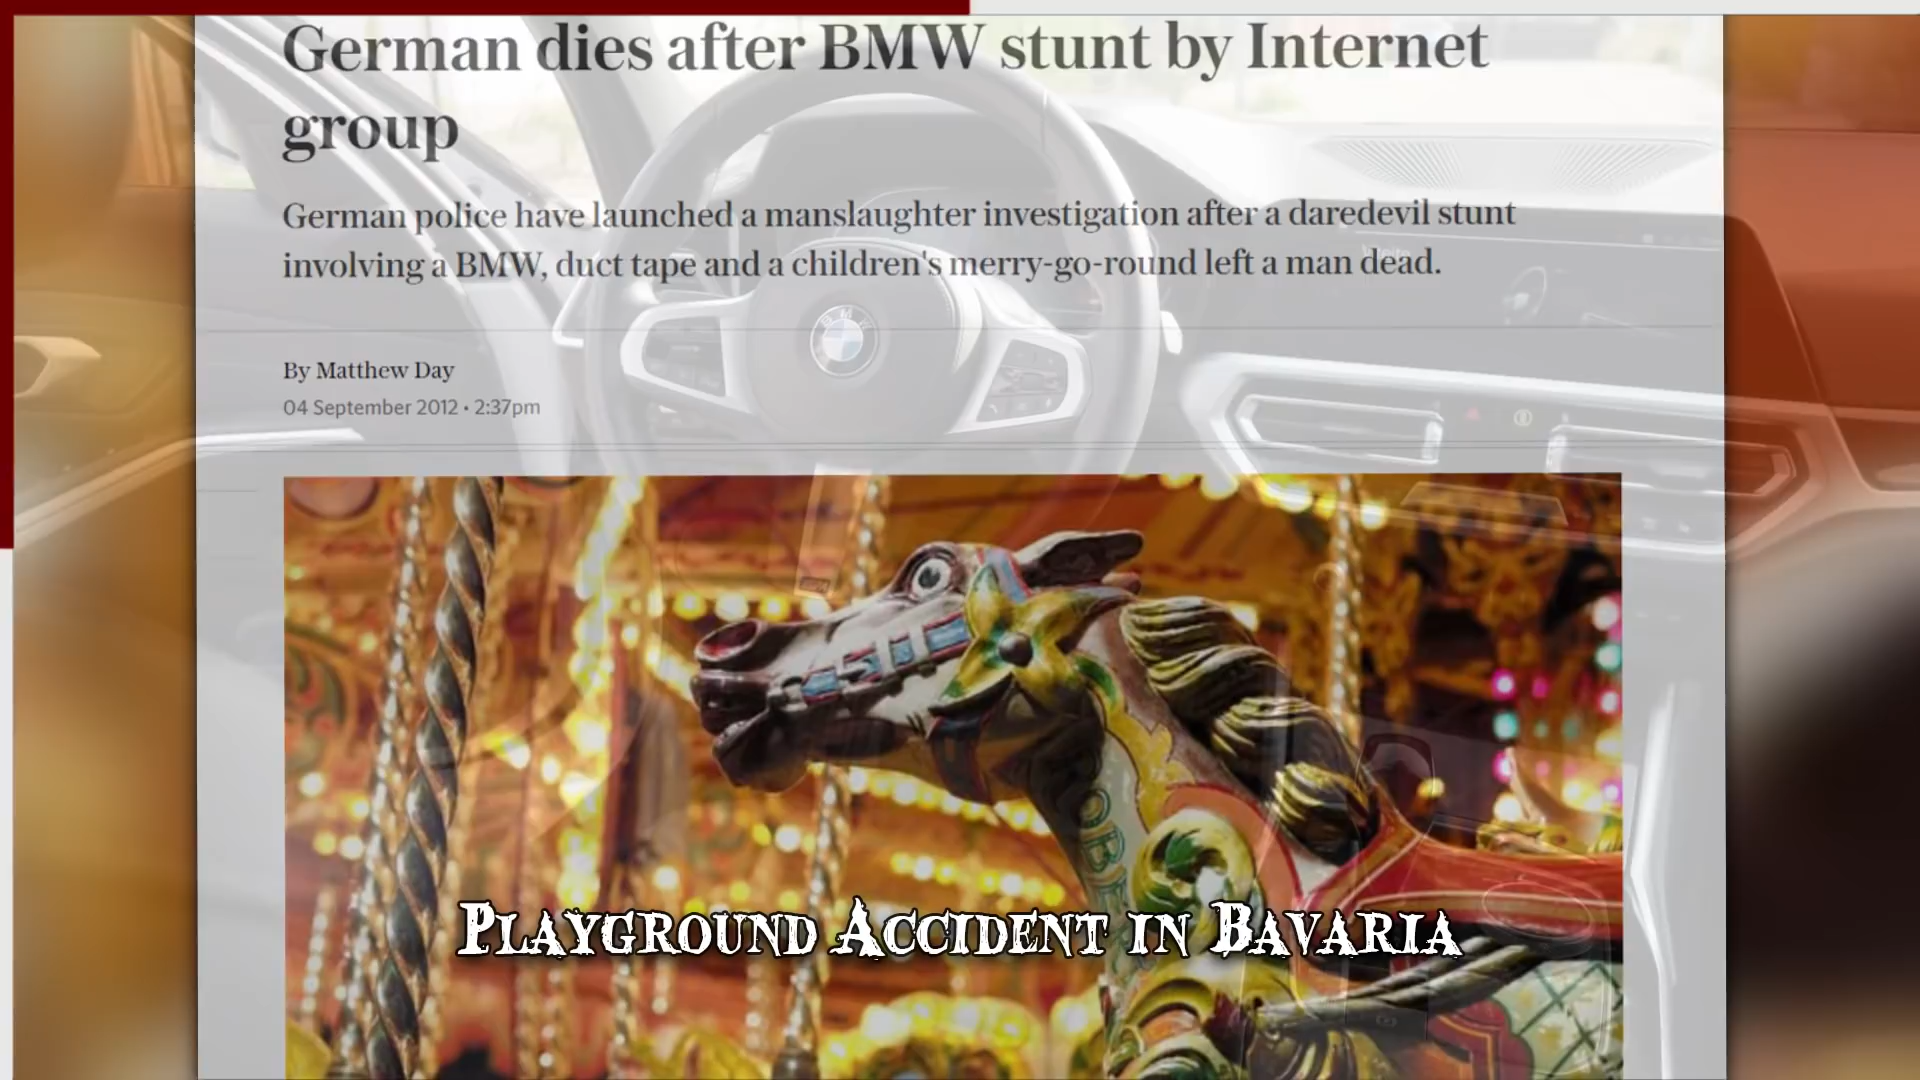 German dies after BMW stunt by Internet
group
German police have launched a manslaughter investigation after a daredevil stunt
involving a BMW, duct tape and a children's merry-go-round left a man dead.
By Matthew Day
04 September 2012 • 2:37pm
BMW
Playground Accident in Bavaria